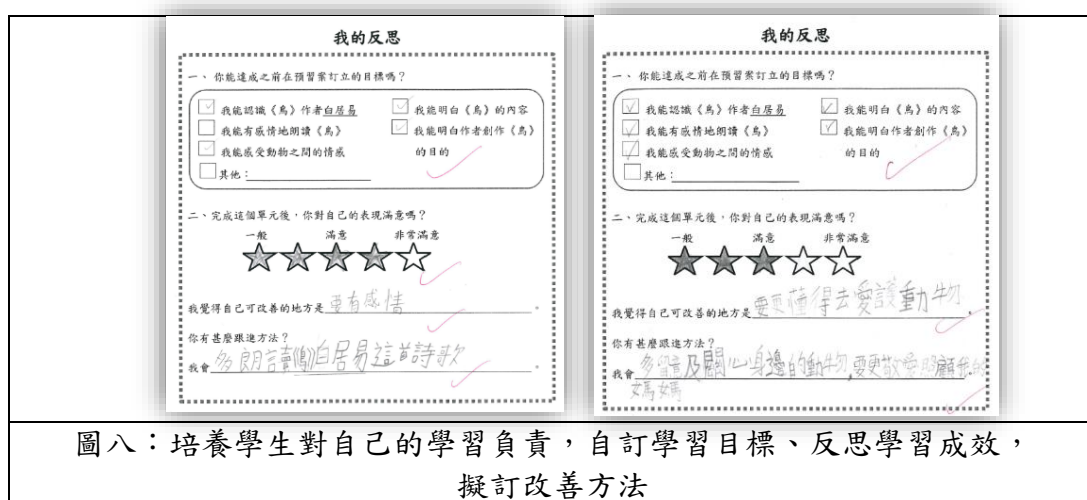 我的反思
一、你能達成之前在預習案訂立的目標嗎？
我能認識《鳥》作者白居易
我能明白《鳥》的內容
我能有感情地朗讀《鳥》
我能明白作者創作《鳥》
的目的
我能感受動物之間的情感
其他：
二、完成這個單元後，你對自己的表現滿意嗎？
一般 滿意 非常滿意
我覺得自己可改善的地方是要有感情。
你有甚麼跟進方法？
我會多朗讀《鳥》白居易這首詩歌。
我的反思
一、你能達成之前在預習案訂立的目標嗎？
我能認識《鳥》作者白居易
我能明白《鳥》的內容
我能有感情地朗讀《鳥》
我能明白作者創作《鳥》
的目的
我能感受動物之間的情感
其他：
二、完成這個單元後，你對自己的表現滿意嗎？
一般 滿意 非常滿意
我覺得自己可改善的地方是要更懂得去愛護動物。
你有甚麼跟進方法？
我會多留意及關心身邊的動物,要更敬愛照顧我的
媽媽。
圖八：培養學生對自己的學習負責，自訂學習目標、反思學習成效，
擬訂改善方法